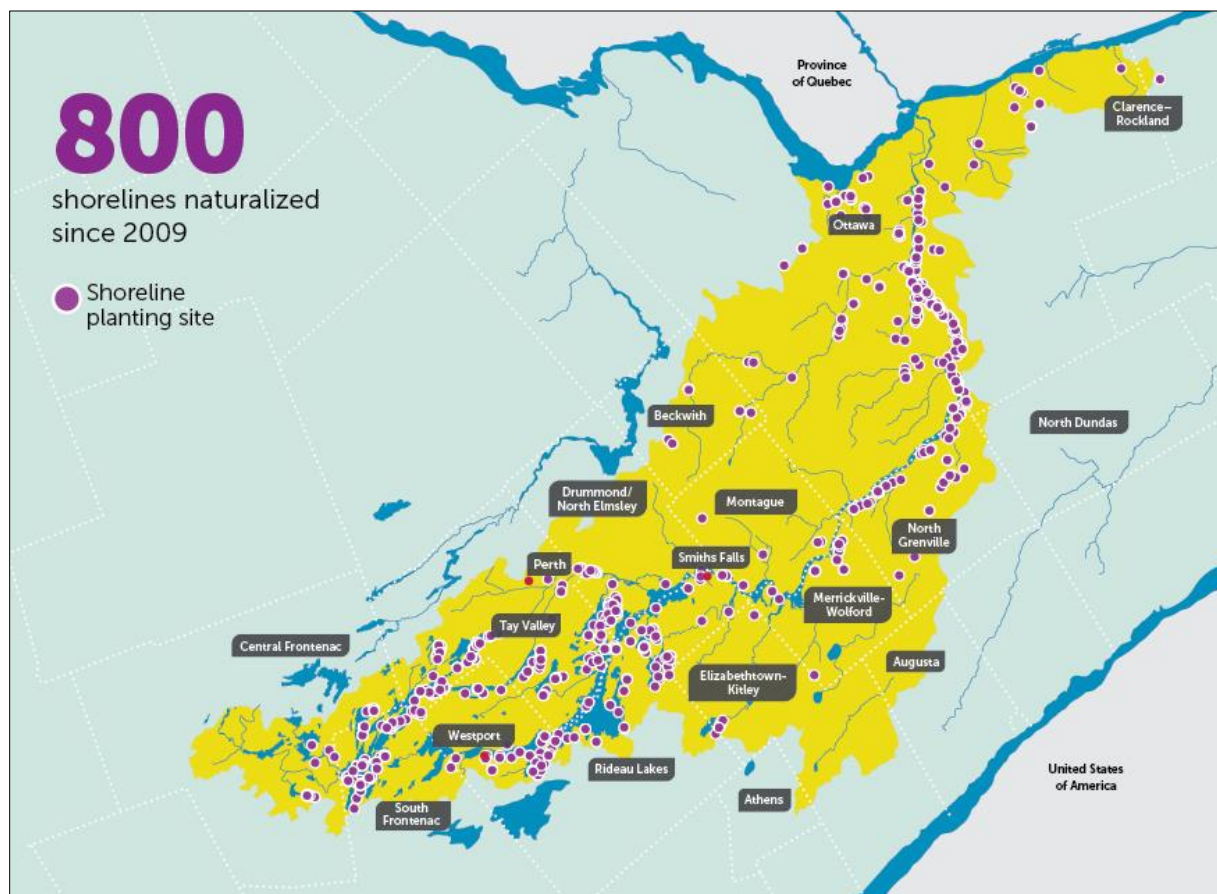 800
shorelines naturalized
since 2009
Shoreline
planting site
Province
of Quebec
Clarence–
Rockland
Ottawa
Beckwith
North Dundas
Drummond/
North Elmsley
Montague
North
Grenville
Smiths Falls
Perth
Merrickville-
Wolford
Tay Valley
Central Frontenac
Augusta
Elizabethtown-
Kitley
Westport
Rideau Lakes
United States
of America
Athens
South
Frontenac